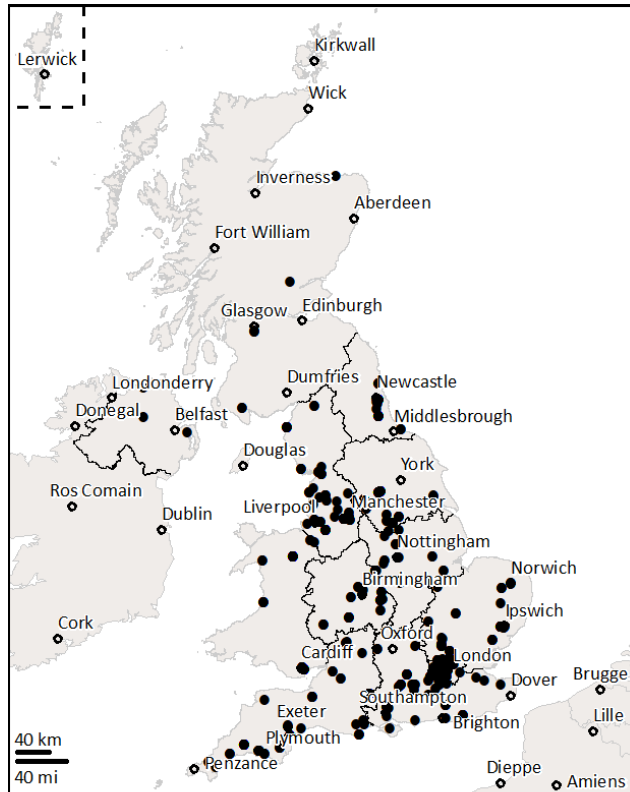 Kirkwall
Lerwick
Wick
Inverness
Aberdeen
Fort William
Glasgow
Edinburgh
Londonderry
Dumfries
Newcastle
Donegal
Belfast
Middlesbrough
Douglas
York
Ros Comain
Liverpool
Manchester
Dublin
Nottingham
Norwich
Birmingham
Ipswich
Cork
Oxford
Cardiff
London
Dover
Brugge
Southampton
Exeter
Brighton
Lille
Plymouth
40 km
Penzance
40 mi
Dieppe
Amiens